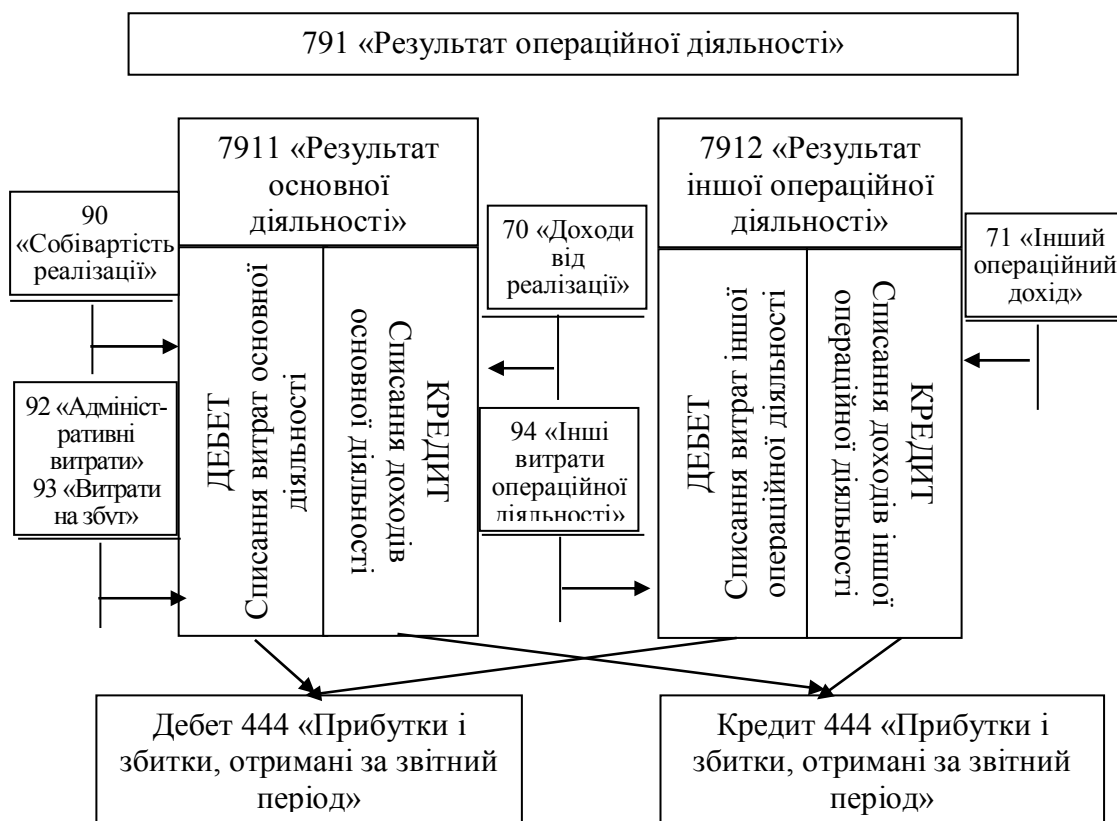 791 «Результат операційної діяльності»
7911 «Результат
основної
діяльності»
7912 «Результат
іншої операційної
діяльності»
90
«Собівартість
реалізації»
70 «Доходи
від
реалізації»
71 «Інший
операційний
дохід»
92 «Адмініст-
ративні
витрати»
93 «Витрати
на збут»
94 «Інші
витрати
операційної
діяльності»
ДЕБЕТ
Списання витрат основної
діяльності
КРЕДИТ
Списання доходів
основної діяльності
ДЕБЕТ
Списання витрат іншої
операційної діяльності
КРЕДИТ
Списання доходів іншої
операційної діяльності
Дебет 444 «Прибутки і
збитки, отримані за звітний
період»
Кредит 444 «Прибутки і
збитки, отримані за звітний
період»